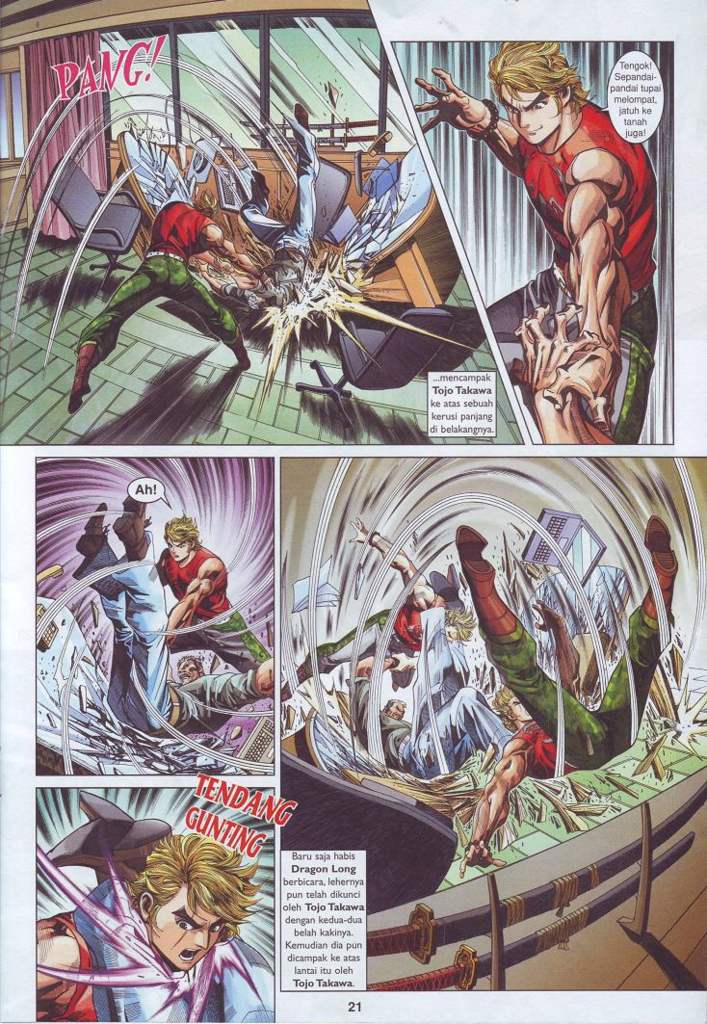 PANG!
Tengok!
Sepandai-
pandai tupai
melompat,
jatuh ke
tanah
juga!
...mencampak
Tojo Takawa
ke atas sebuah
kerusi panjang
di belakangnya.
Ah!
TENDANG
GUNTING
Baru saja habis
Dragon Long
berbicara, lehernya
pun telah dikunci
oleh Tojo Takawa
dengan kedua-dua
belah kakinya.
Kemudian dia pun
dicampak ke atas
lantai itu oleh
Tojo Takawa.
21